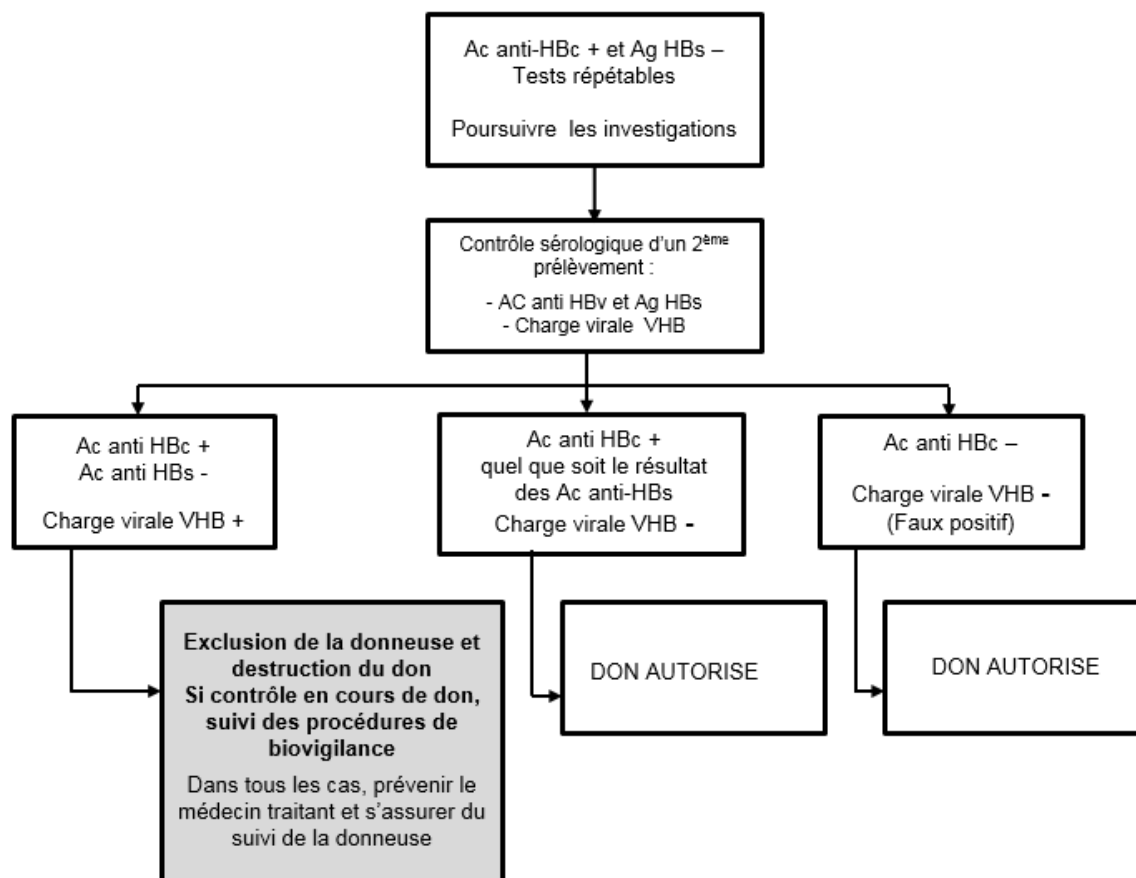 Ac anti-HBc + et Ag HBs –
Tests répétables
Poursuivre les investigations
Contrôle sérologique d'un 2ème
prélèvement :
- AC anti HBv et Ag HBs
- Charge virale VHB
Ac anti HBc +
Ac anti HBs -
Charge virale VHB +
Ac anti HBc +
quel que soit le résultat
des Ac anti-HBs
Charge virale VHB -
Ac anti HBc –
Charge virale VHB -
(Faux positif)
Exclusion de la donneuse et
destruction du don
Si contrôle en cours de don,
suivi des procédures de
biovigilance
Dans tous les cas, prévenir le
médecin traitant et s'assurer du
suivi de la donneuse
DON AUTORISE
DON AUTORISE